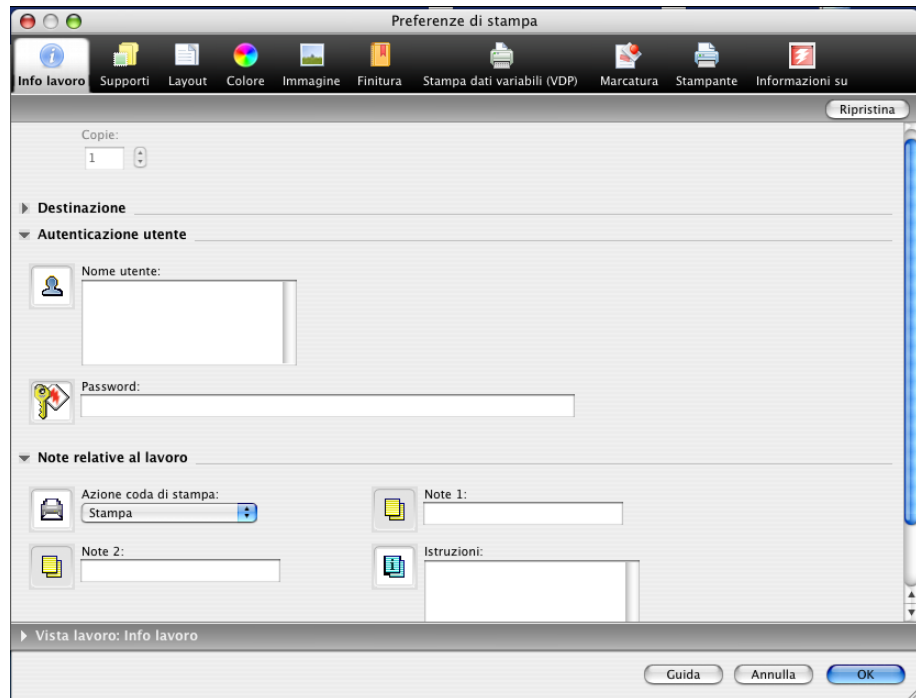 Preferenze di stampa
Info lavoro Supporti Layout Colore Immagine Finitura Stampa dati variabili (VDP) Marcatura Stampante Informazioni su
Ripristina
Copie:
1
Destinazione
Autenticazione utente
Nome utente:
Password:
Note relative al lavoro
Azione coda di stampa:
Stampa
Note 1:
Note 2:
Istruzioni:
Vista lavoro: Info lavoro
Guida Annulla OK